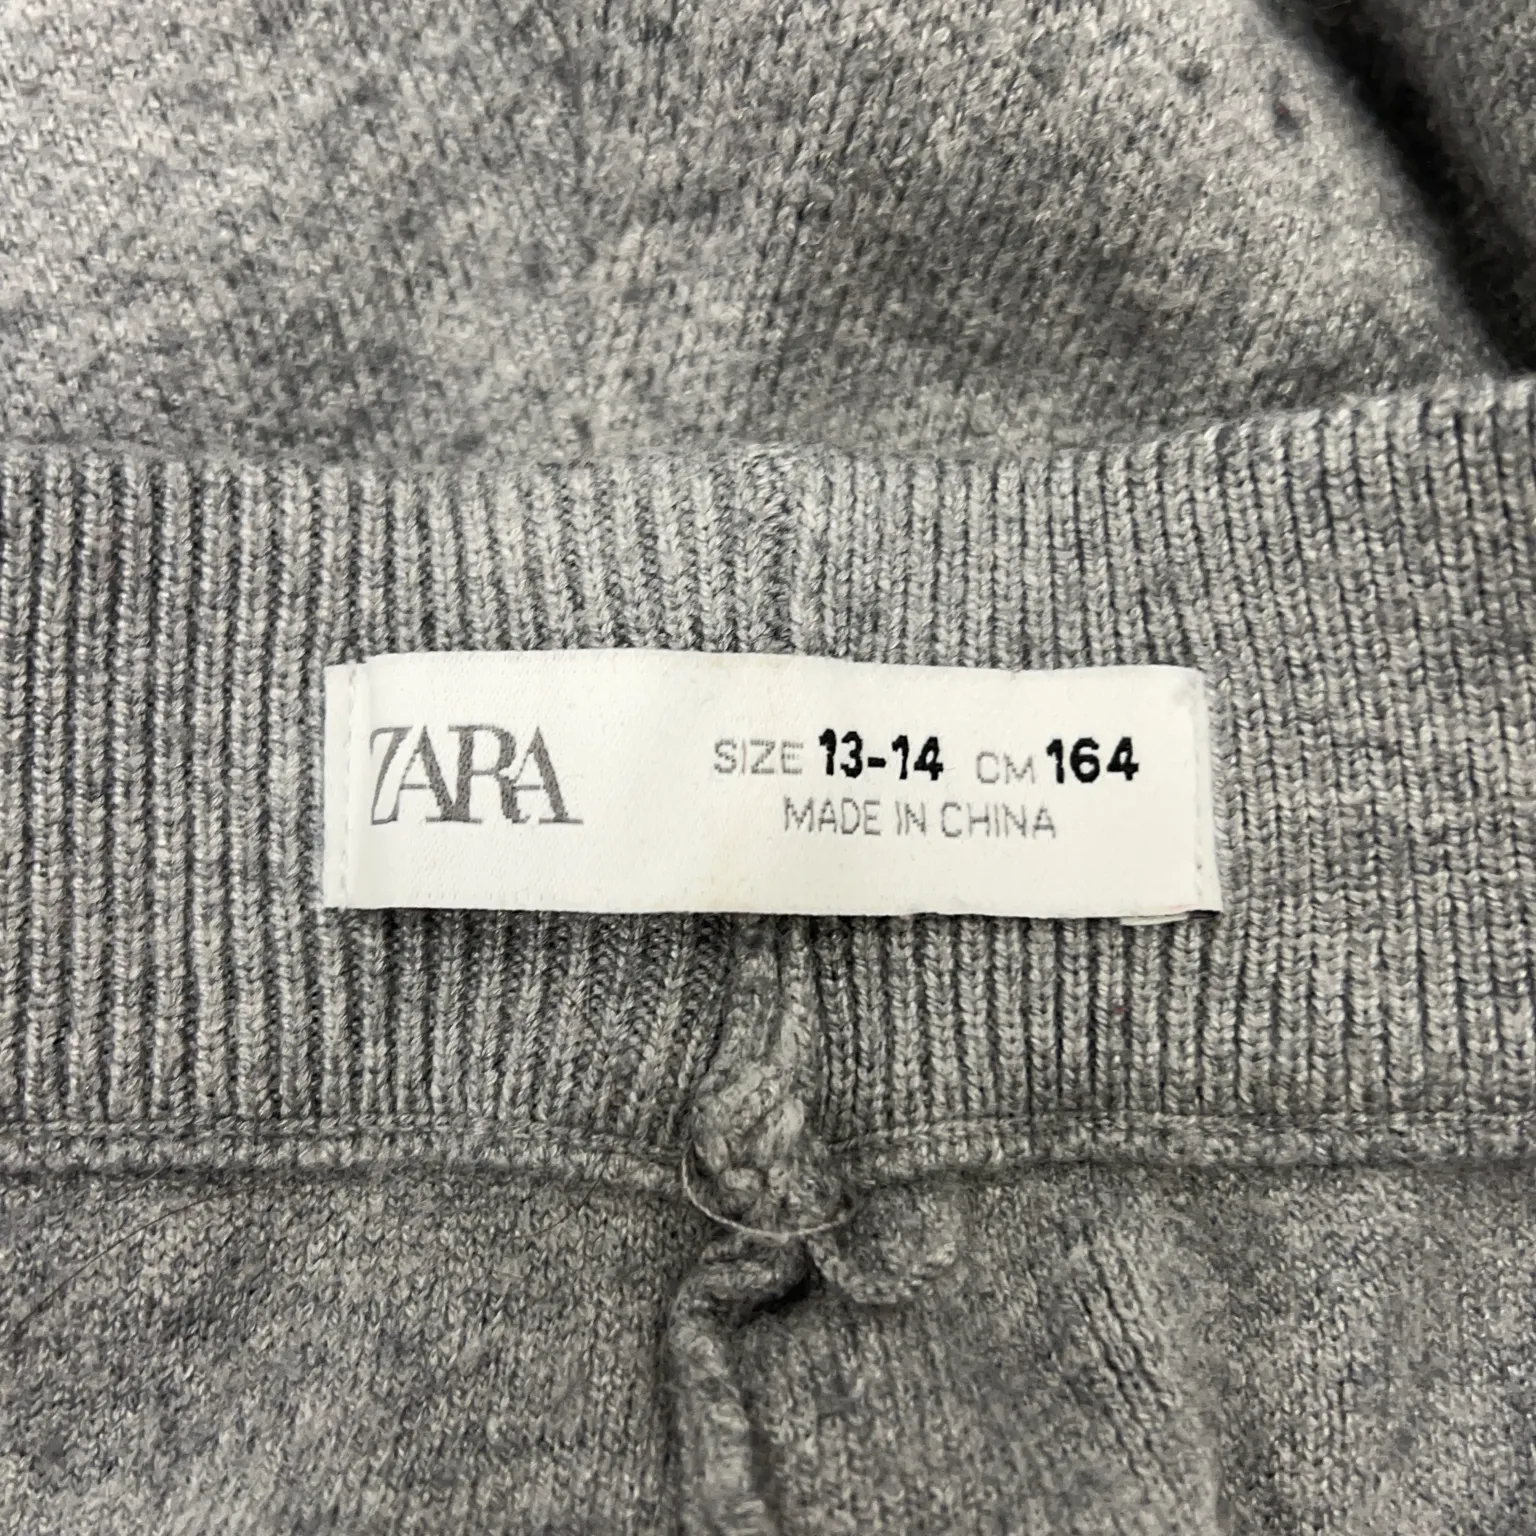 ZARA
SIZE 13-14 CM 164
MADE IN CHINA